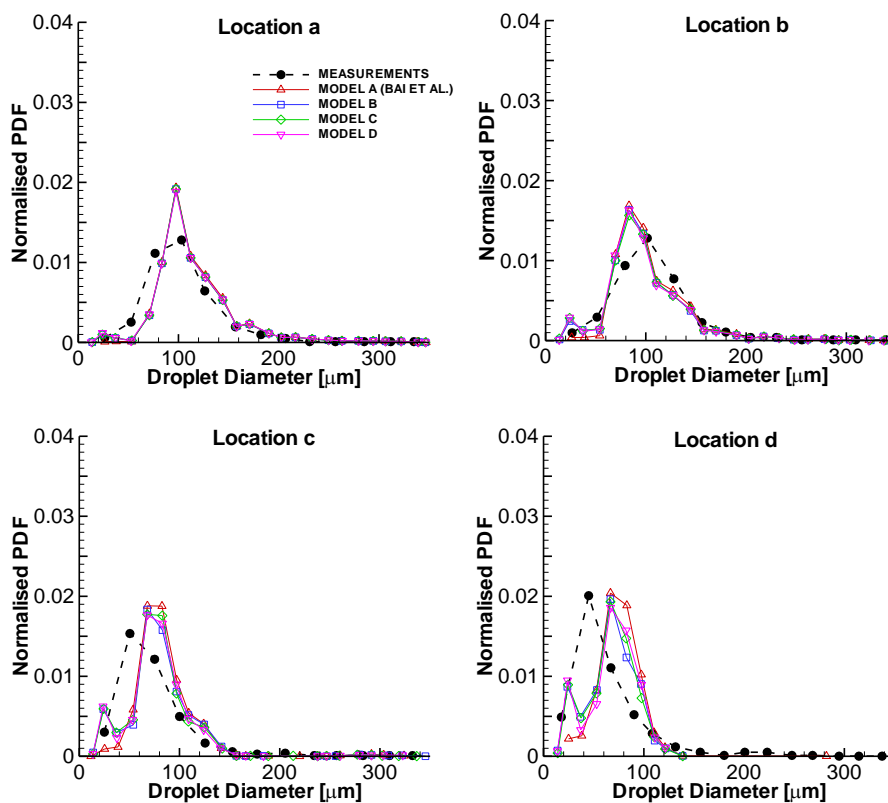 Location a
Normalised PDF
0.04
0.03
0.02
0.01
0
0
100
200
300
Droplet Diameter [μm]
MEASUREMENTS
MODEL A (BAI ET AL.)
MODEL B
MODEL C
MODEL D
Location b
Normalised PDF
0.04
0.03
0.02
0.01
0
0
100
200
300
Droplet Diameter [μm]
Location c
Normalised PDF
0.04
0.03
0.02
0.01
0
0
100
200
300
Droplet Diameter [μm]
Location d
Normalised PDF
0.04
0.03
0.02
0.01
0
0
100
200
300
Droplet Diameter [μm]